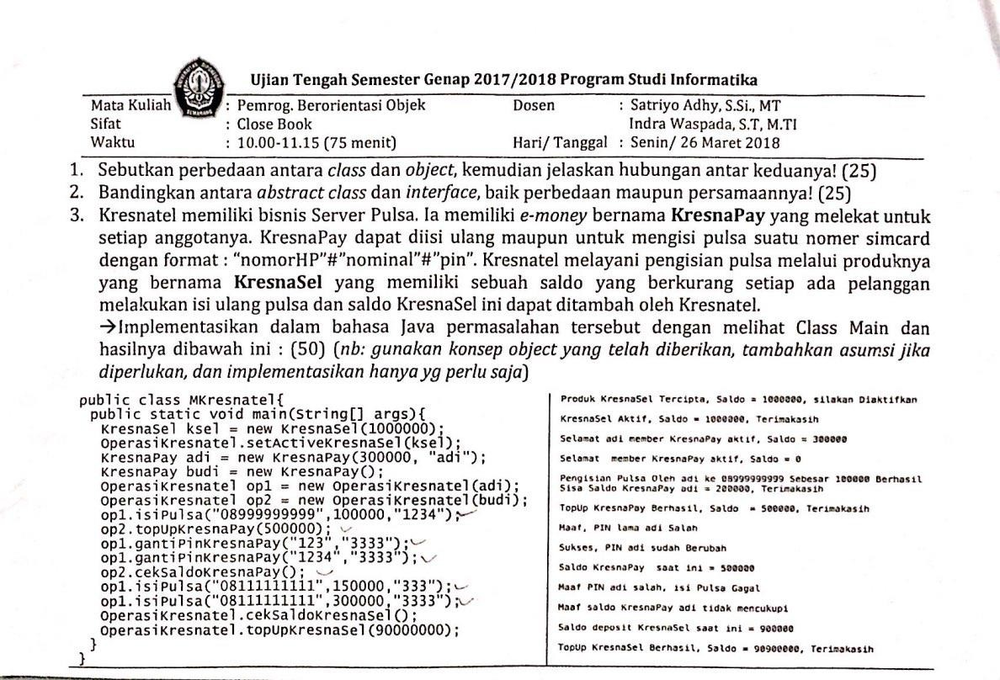 Ujian Tengah Semester Genap 2017/2018 Program Studi Informatika
Mata Kuliah : Pemrog. Berorientasi Objek Dosen : Satriyo Adhy, S.Si., MT
Sifat : Close Book Indra Waspada, S.T, M.TI
Waktu : 10.00-11.15 (75 menit) Hari/ Tanggal : Senin/ 26 Maret 2018
1. Sebutkan perbedaan antara class dan object, kemudian jelaskan hubungan antar keduanya! (25)
2. Bandingkan antara abstract class dan interface, baik perbedaan maupun persamaannya! (25)
3. Kresnatel memiliki bisnis Server Pulsa. Ia memiliki e-money bernama KresnaPay yang melekat untuk
setiap anggotanya. KresnaPay dapat diisi ulang maupun untuk mengisi pulsa suatu nomer simcard
dengan format : “nomorHP”#”nominal”#”pin”. Kresnatel melayani pengisian pulsa melalui produknya
yang bernama KresnaSel yang memiliki sebuah saldo yang berkurang setiap ada pelanggan
melakukan isi ulang pulsa dan saldo KresnaSel ini dapat ditambah oleh Kresnatel.
→Implementasikan dalam bahasa Java permasalahan tersebut dengan melihat Class Main dan
hasilnya dibawah ini : (50) (nb: gunakan konsep object yang telah diberikan, tambahkan asumsi jika
diperlukan, dan implementasikan hanya yg perlu saja)
public class MKresnatel{
public static void main(String[] args){
KresnaSel ksel = new KresnaSel(1000000);
OperasiKresnatel.setActiveKresnaSel(ksel);
KresnaPay adi = new KresnaPay(300000, "adi");
KresnaPay budi = new KresnaPay();
OperasiKresnatel op1 = new OperasiKresnatel(adi);
OperasiKresnatel op2 = new OperasiKresnatel(budi);
op1.isiPulsa("08999999999",100000,"1234");
op2.topUpKresnaPay(500000);
op1.gantiPinKresnaPay("123","3333");
op1.gantiPinKresnaPay("1234","3333");
op2.cekSaldoKresnaPay();
op1.isiPulsa("08111111111",150000,"333");
op1.isiPulsa("08111111111",300000,"3333");
OperasiKresnatel.cekSaldoKresnaSel();
OperasiKresnatel.topUpKresnaSel(90000000);
}
}
Produk KresnaSel Tercipta, Saldo = 1000000, silakan Diaktifkan
KresnaSel Aktif, Saldo = 1000000, Terimakasih
Selamat adi member KresnaPay aktif, Saldo = 300000
Selamat member KresnaPay aktif, Saldo = 0
Pengisian Pulsa Oleh adi ke 08999999999 Sebesar 100000 Berhasil
Sisa Saldo KresnaPay adi = 200000, Terimakasih
TopUp KresnaPay Berhasil, Saldo = 500000, Terimakasih
Maaf, PIN lama adi Salah
Sukses, PIN adi sudah Berubah
Saldo KresnaPay saat ini = 500000
Maaf PIN adi salah, isi Pulsa Gagal
Maaf saldo KresnaPay adi tidak mencukupi
Saldo deposit KresnaSel saat ini = 900000
TopUp KresnaSel Berhasil, Saldo = 90900000, Terimakasih